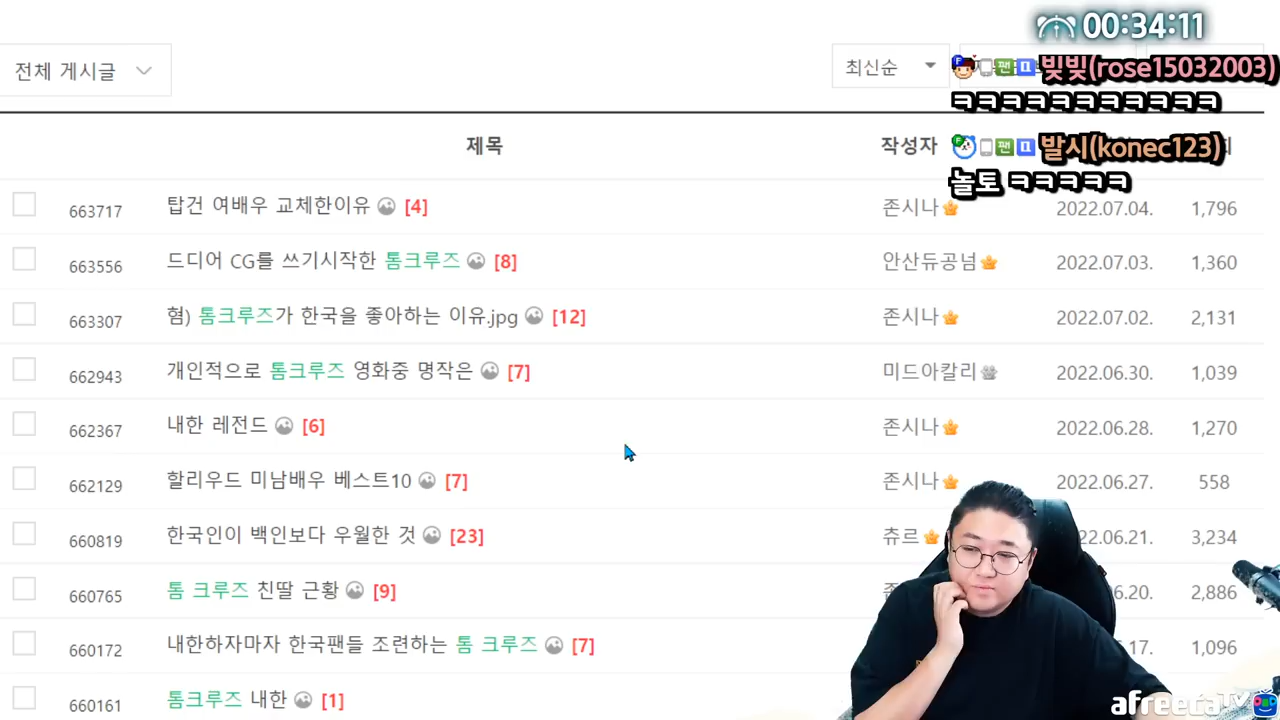 00:34:11
전체 게시글
최신순
빚빚(rose15032003)
ㅋㅋㅋㅋㅋㅋㅋㅋㅋㅋㅋ
제목
작성자
발시(konec123)
놀토 ㅋㅋㅋㅋㅋ
663717 탑건 여배우 교체한이유 [4] 존시나 2022.07.04. 1,796
663556 드디어 CG를 쓰기시작한 톰크루즈 [8] 안산듀공넘 2022.07.03. 1,360
663307 혐) 톰크루즈가 한국을 좋아하는 이유.jpg [12] 존시나 2022.07.02. 2,131
662943 개인적으로 톰크루즈 영화중 명작은 [7] 미드아칼리 2022.06.30. 1,039
662367 내한 레전드 [6] 존시나 2022.06.28. 1,270
662129 할리우드 미남배우 베스트10 [7] 존시나 2022.06.27. 558
660819 한국인이 백인보다 우월한 것 [23] 츄르 22.06.21. 3,234
660765 톰 크루즈 친딸 근황 [9] 6.20. 2,886
660172 내한하자마자 한국팬들 조련하는 톰 크루즈 [7] 17. 1,096
660161 톰크루즈 내한 [1]
afreecaTV